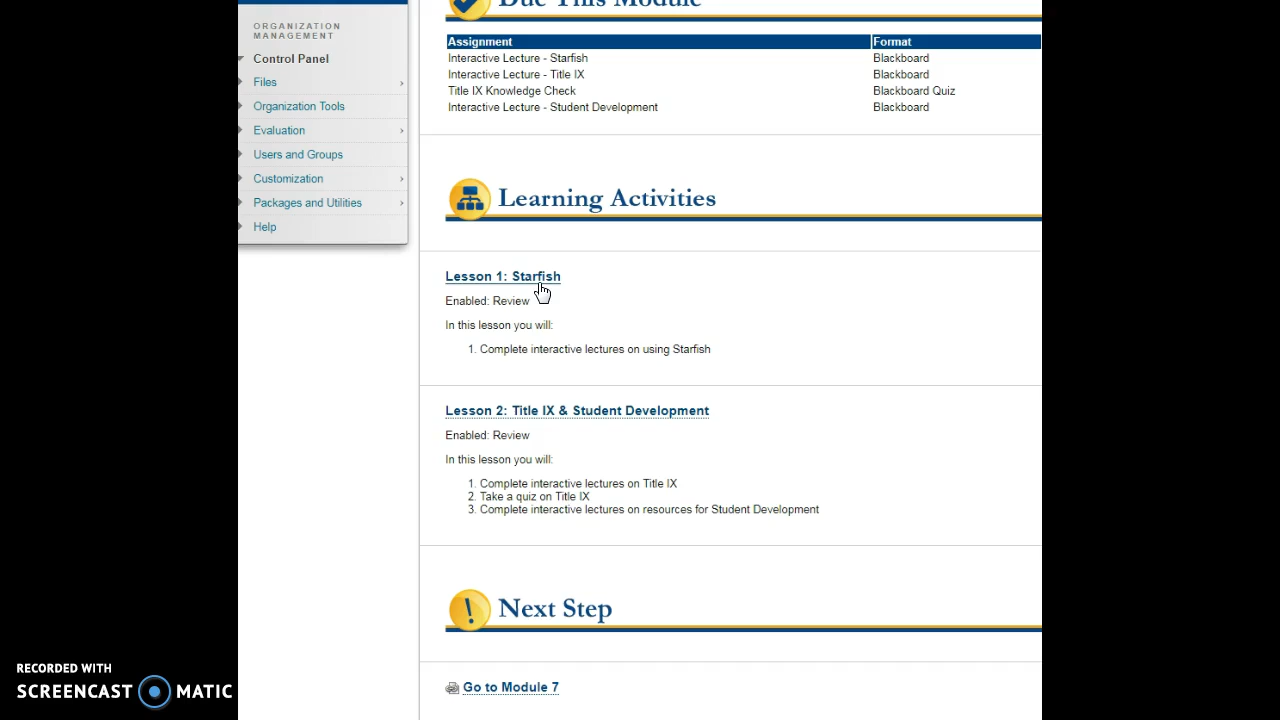 ORGANIZATION
MANAGEMENT
Control Panel
Files
Organization Tools
Evaluation
Users and Groups
Customization
Packages and Utilities
Help
Due This Module
Assignment Format
Interactive Lecture - Starfish Blackboard
Interactive Lecture - Title IX Blackboard
Title IX Knowledge Check Blackboard Quiz
Interactive Lecture - Student Development Blackboard
Learning Activities
Lesson 1: Starfish
Enabled: Review
In this lesson you will:
1. Complete interactive lectures on using Starfish
Lesson 2: Title IX & Student Development
Enabled: Review
In this lesson you will:
1. Complete interactive lectures on Title IX
2. Take a quiz on Title IX
3. Complete interactive lectures on resources for Student Development
Next Step
Go to Module 7
RECORDED WITH
SCREENCAST MATIC